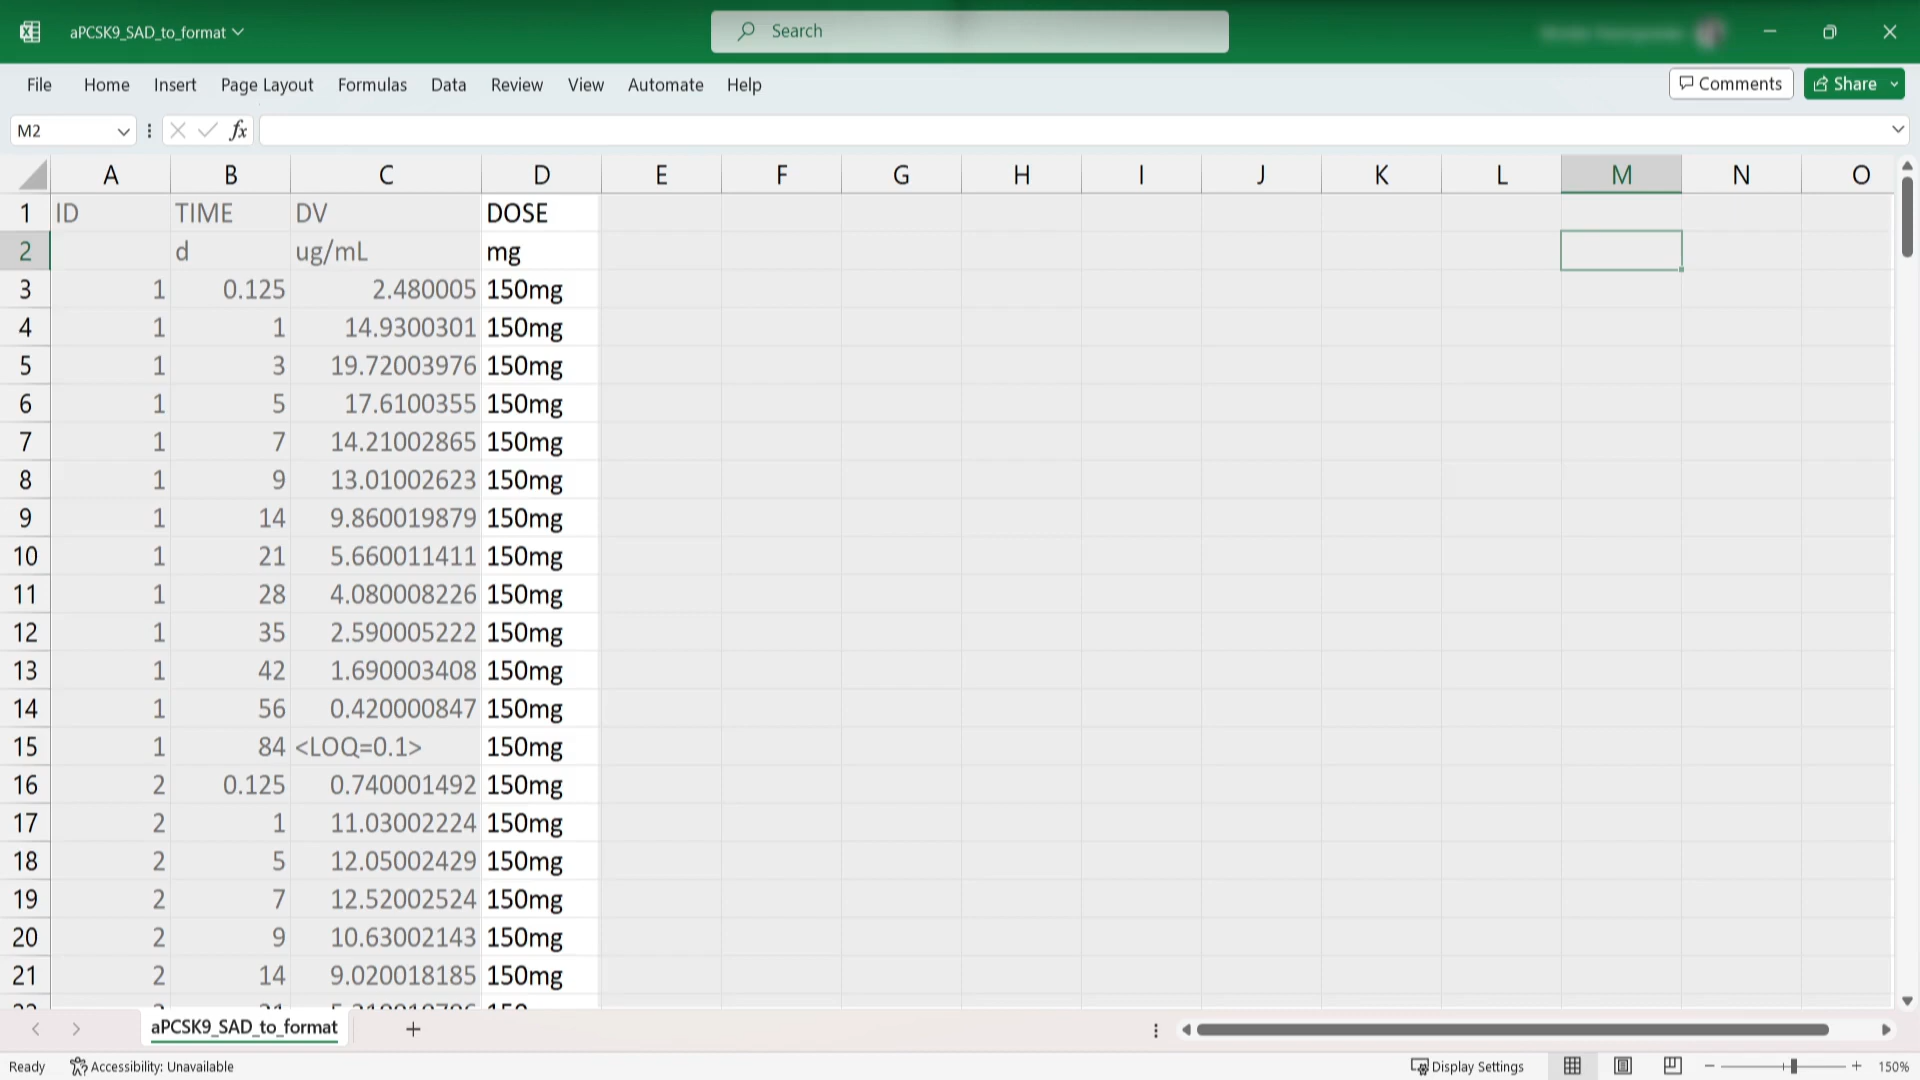 aPCSK9_SAD_to_format
Search
File Home Insert Page Layout Formulas Data Review View Automate Help Comments Share
M2 fx
A B C D E F G H I J K L M N O
1 ID TIME DV DOSE
2 d ug/mL mg
3 1 0.125 2.480005 150mg
4 1 1 14.9300301 150mg
5 1 3 19.72003976 150mg
6 1 5 17.6100355 150mg
7 1 7 14.21002865 150mg
8 1 9 13.01002623 150mg
9 1 14 9.860019879 150mg
10 1 21 5.660011411 150mg
11 1 28 4.080008226 150mg
12 1 35 2.590005222 150mg
13 1 42 1.690003408 150mg
14 1 56 0.420000847 150mg
15 1 84 <LOQ=0.1> 150mg
16 2 0.125 0.740001492 150mg
17 2 1 11.03002224 150mg
18 2 5 12.05002429 150mg
19 2 7 12.52002524 150mg
20 2 9 10.63002143 150mg
21 2 14 9.020018185 150mg
aPCSK9_SAD_to_format
Ready Accessibility: Unavailable Display Settings 150%